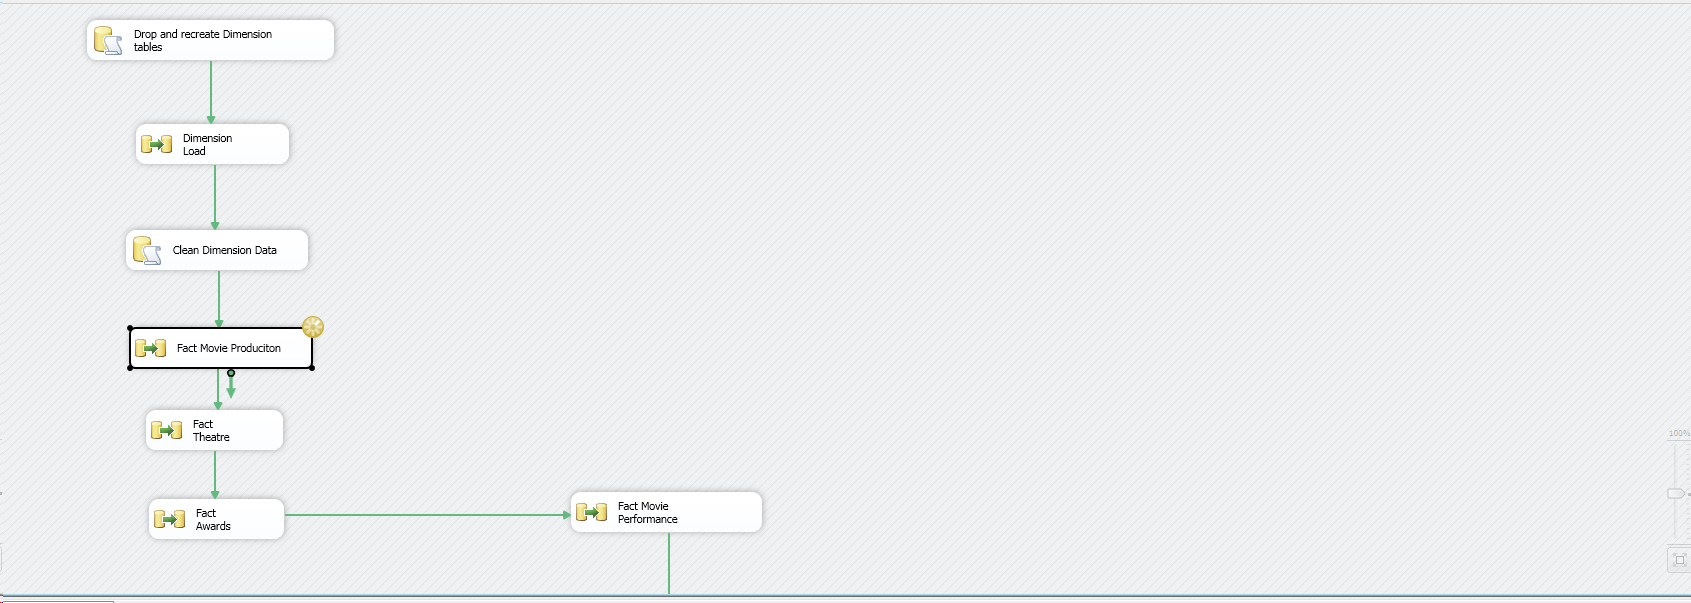 Drop and recreate Dimension
tables
Dimension
Load
Clean Dimension Data
Fact Movie Produciton
Fact
Theatre
Fact
Awards
Fact Movie
Performance
100%